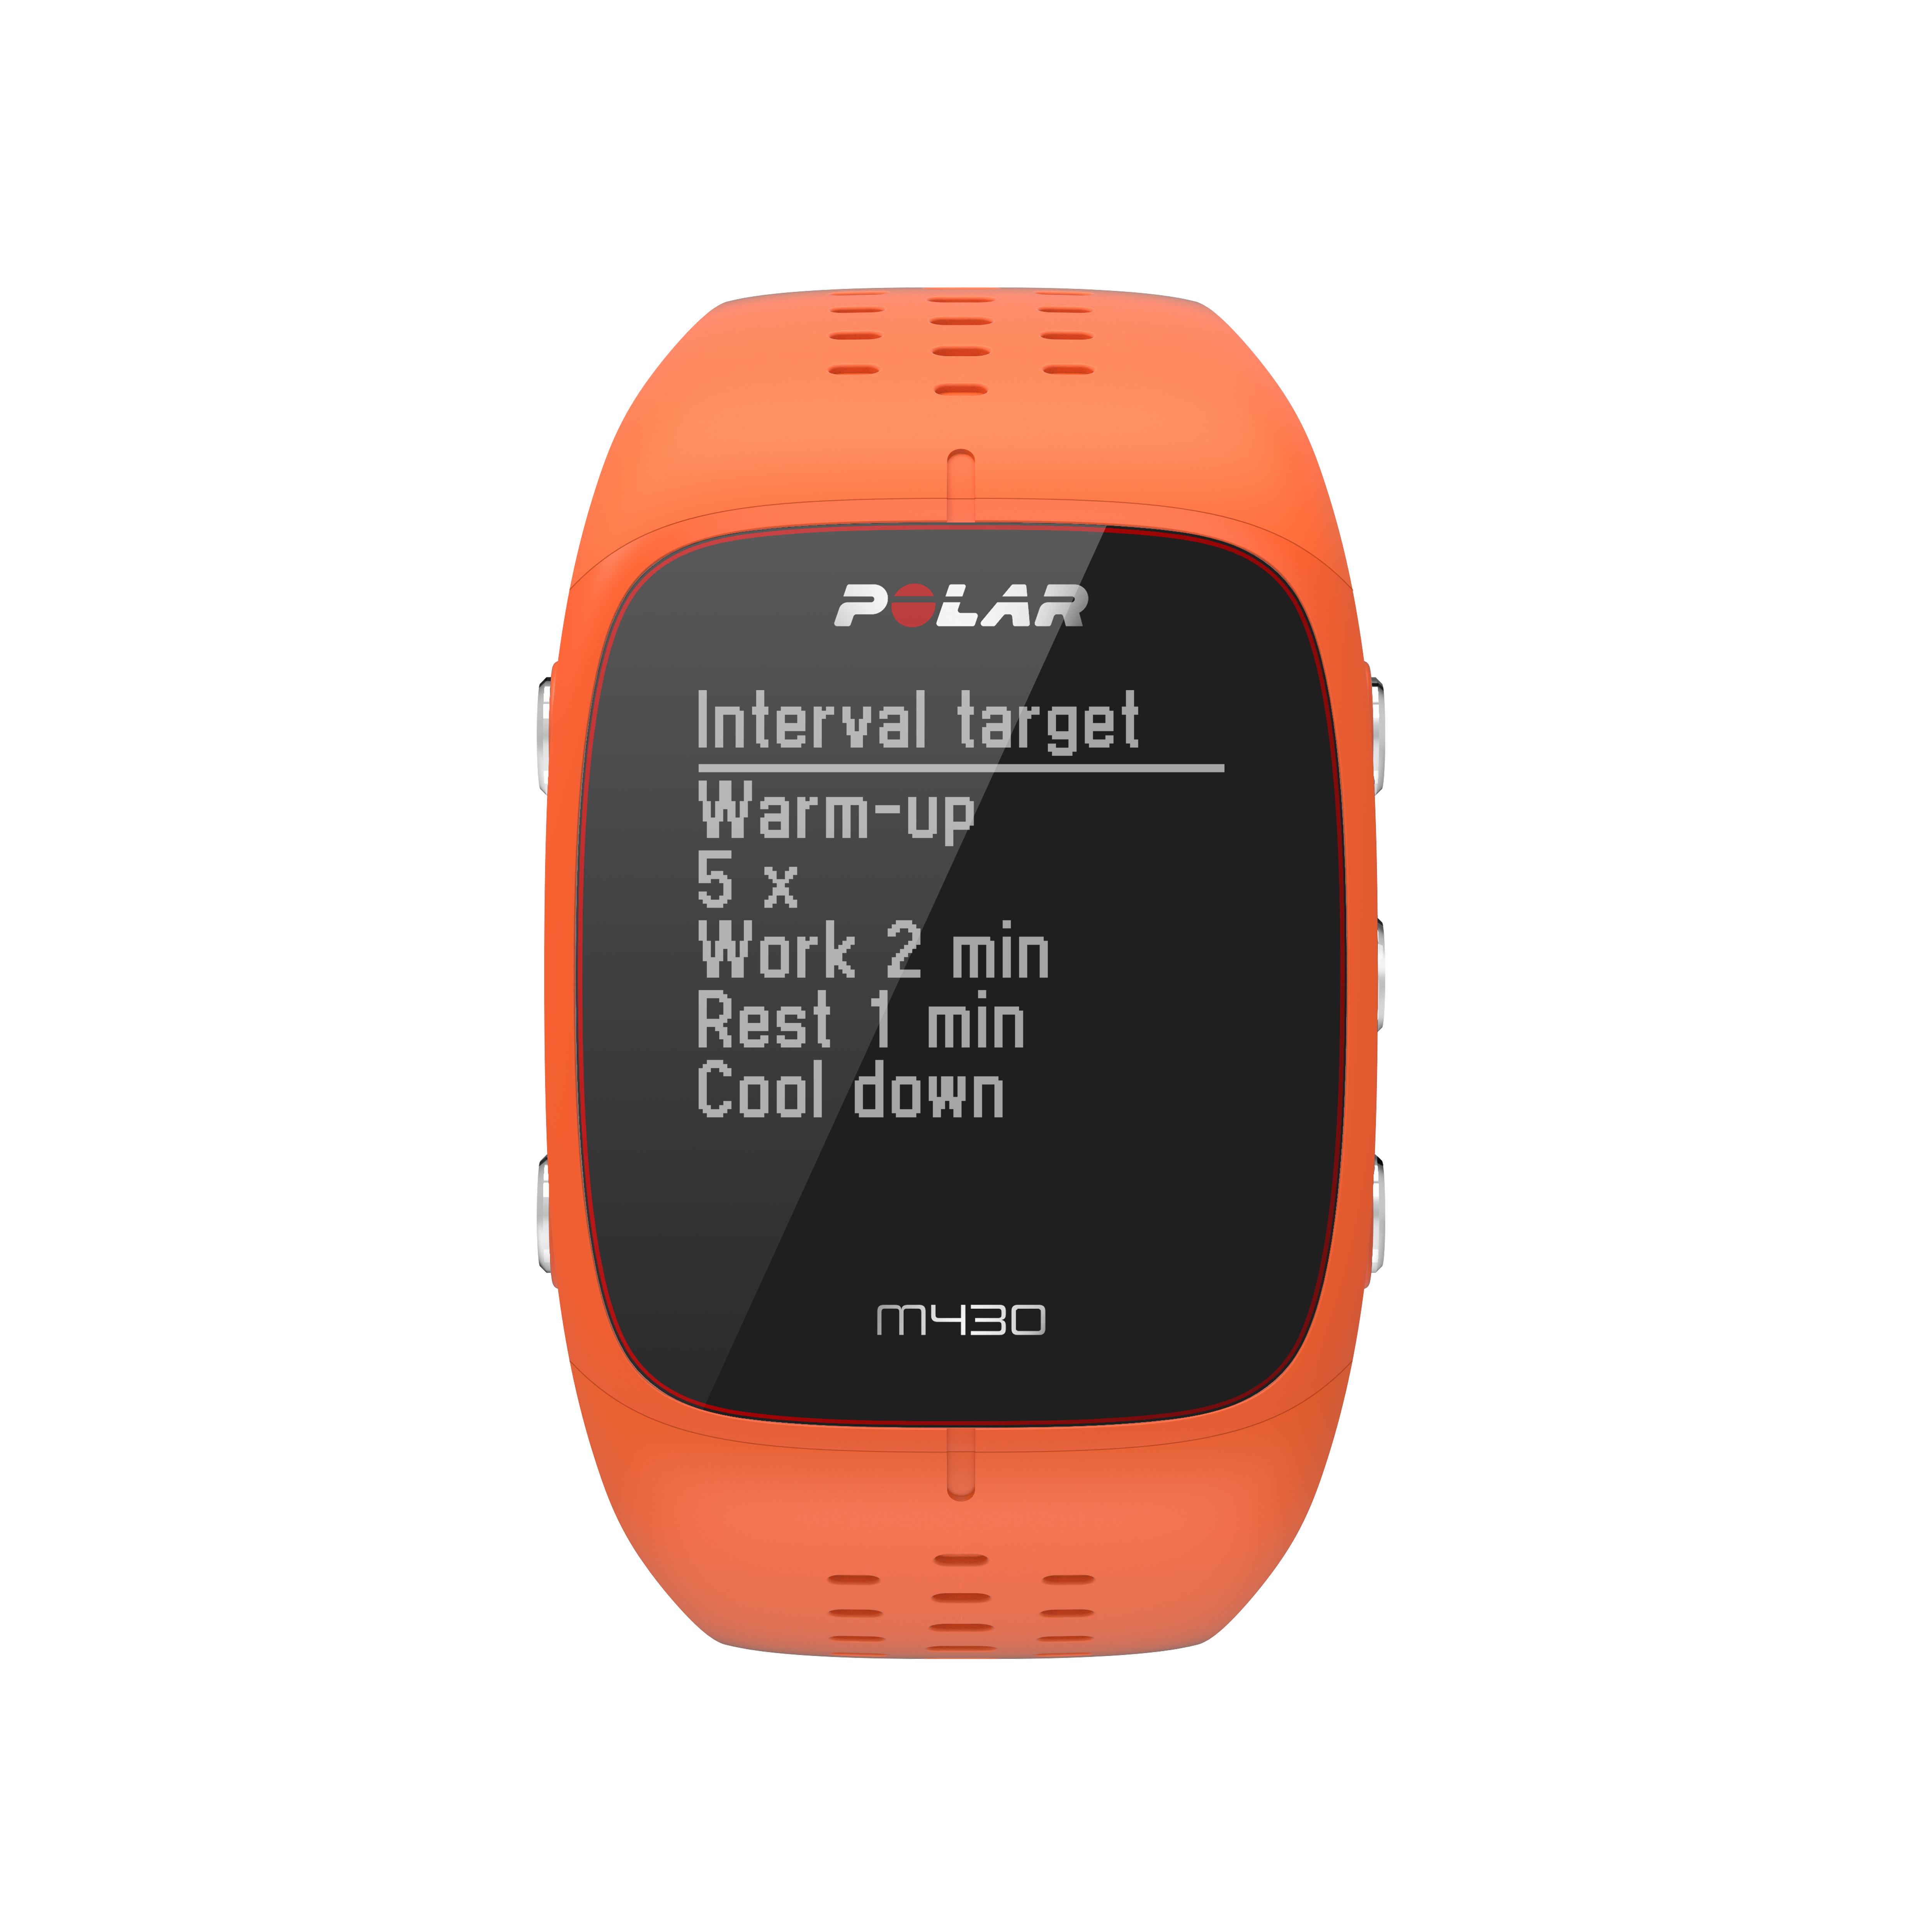 POLAR
Interval target
Warm-up
5 x
Work 2 min
Rest 1 min
Cool down
M430